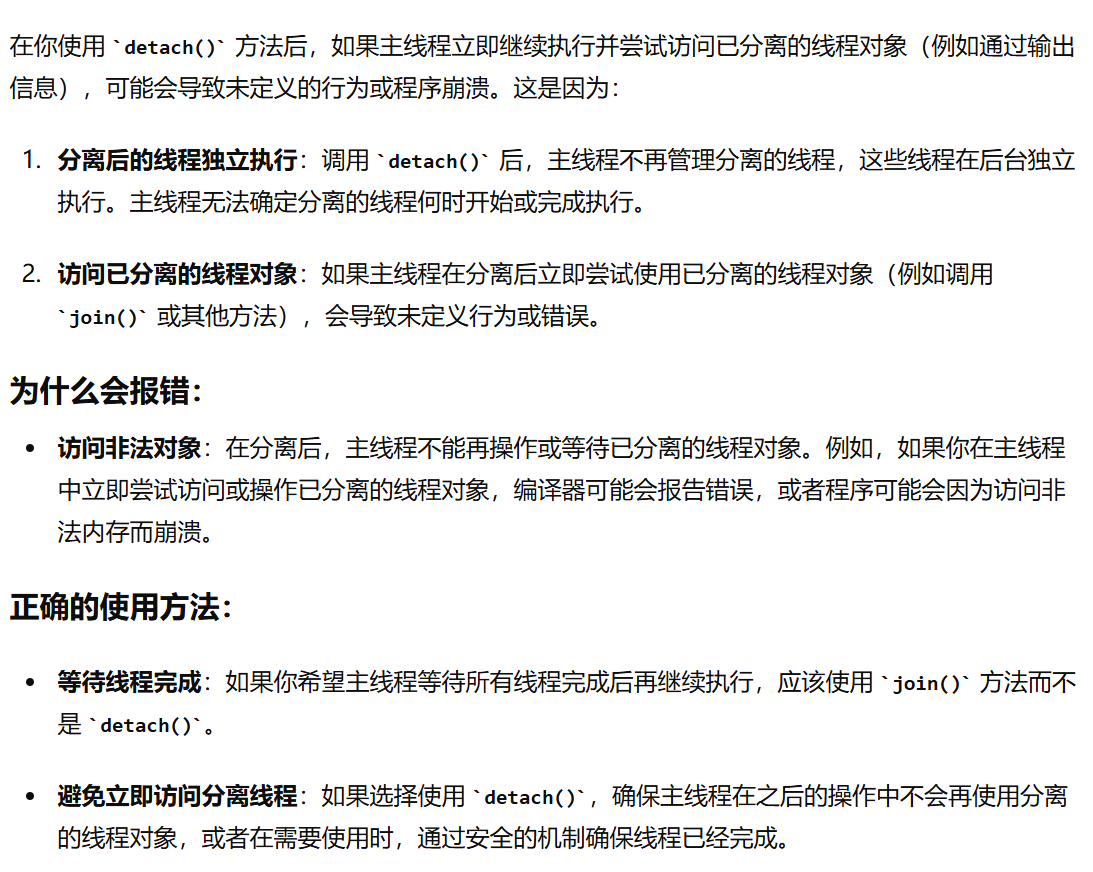 在你使用 `detach()` 方法后，如果主线程立即继续执行并尝试访问已分离的线程对象（例如通过输出
信息），可能会导致未定义的行为或程序崩溃。这是因为：
1. 分离后的线程独立执行：调用 `detach()` 后，主线程不再管理分离的线程，这些线程在后台独立
执行。主线程无法确定分离的线程何时开始或完成执行。
2. 访问已分离的线程对象：如果主线程在分离后立即尝试使用已分离的线程对象（例如调用
`join()` 或其他方法），会导致未定义行为或错误。
为什么会报错：
• 访问非法对象：在分离后，主线程不能再操作或等待已分离的线程对象。例如，如果你在主线程
中立即尝试访问或操作已分离的线程对象，编译器可能会报告错误，或者程序可能会因为访问非
法内存而崩溃。
正确的使用方法：
• 等待线程完成：如果你希望主线程等待所有线程完成后再继续执行，应该使用 `join()` 方法而不
是 `detach()`。
• 避免立即访问分离线程：如果选择使用 `detach()`，确保主线程在之后的操作中不会再使用分离
的线程对象，或者在需要使用时，通过安全的机制确保线程已经完成。